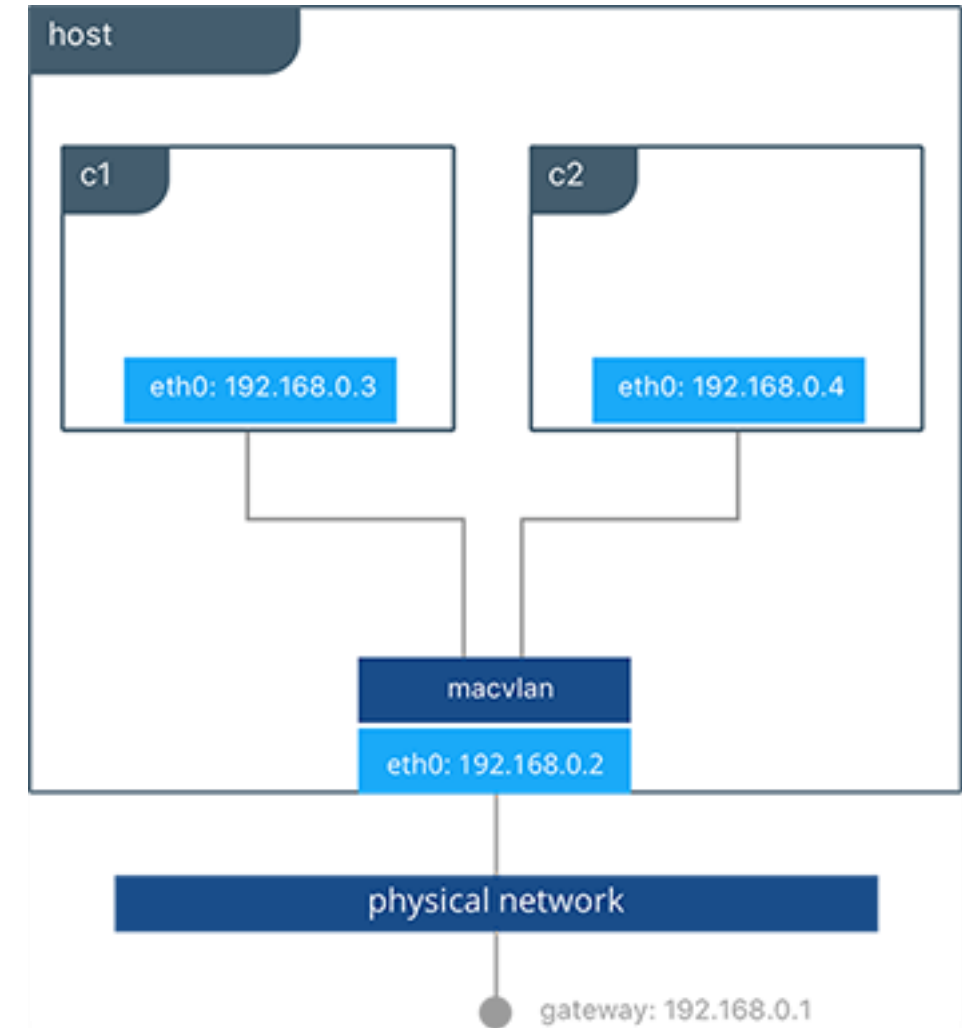 host
c1
c2
eth0: 192.168.0.3
eth0: 192.168.0.4
macvlan
eth0: 192.168.0.2
physical network
gateway: 192.168.0.1